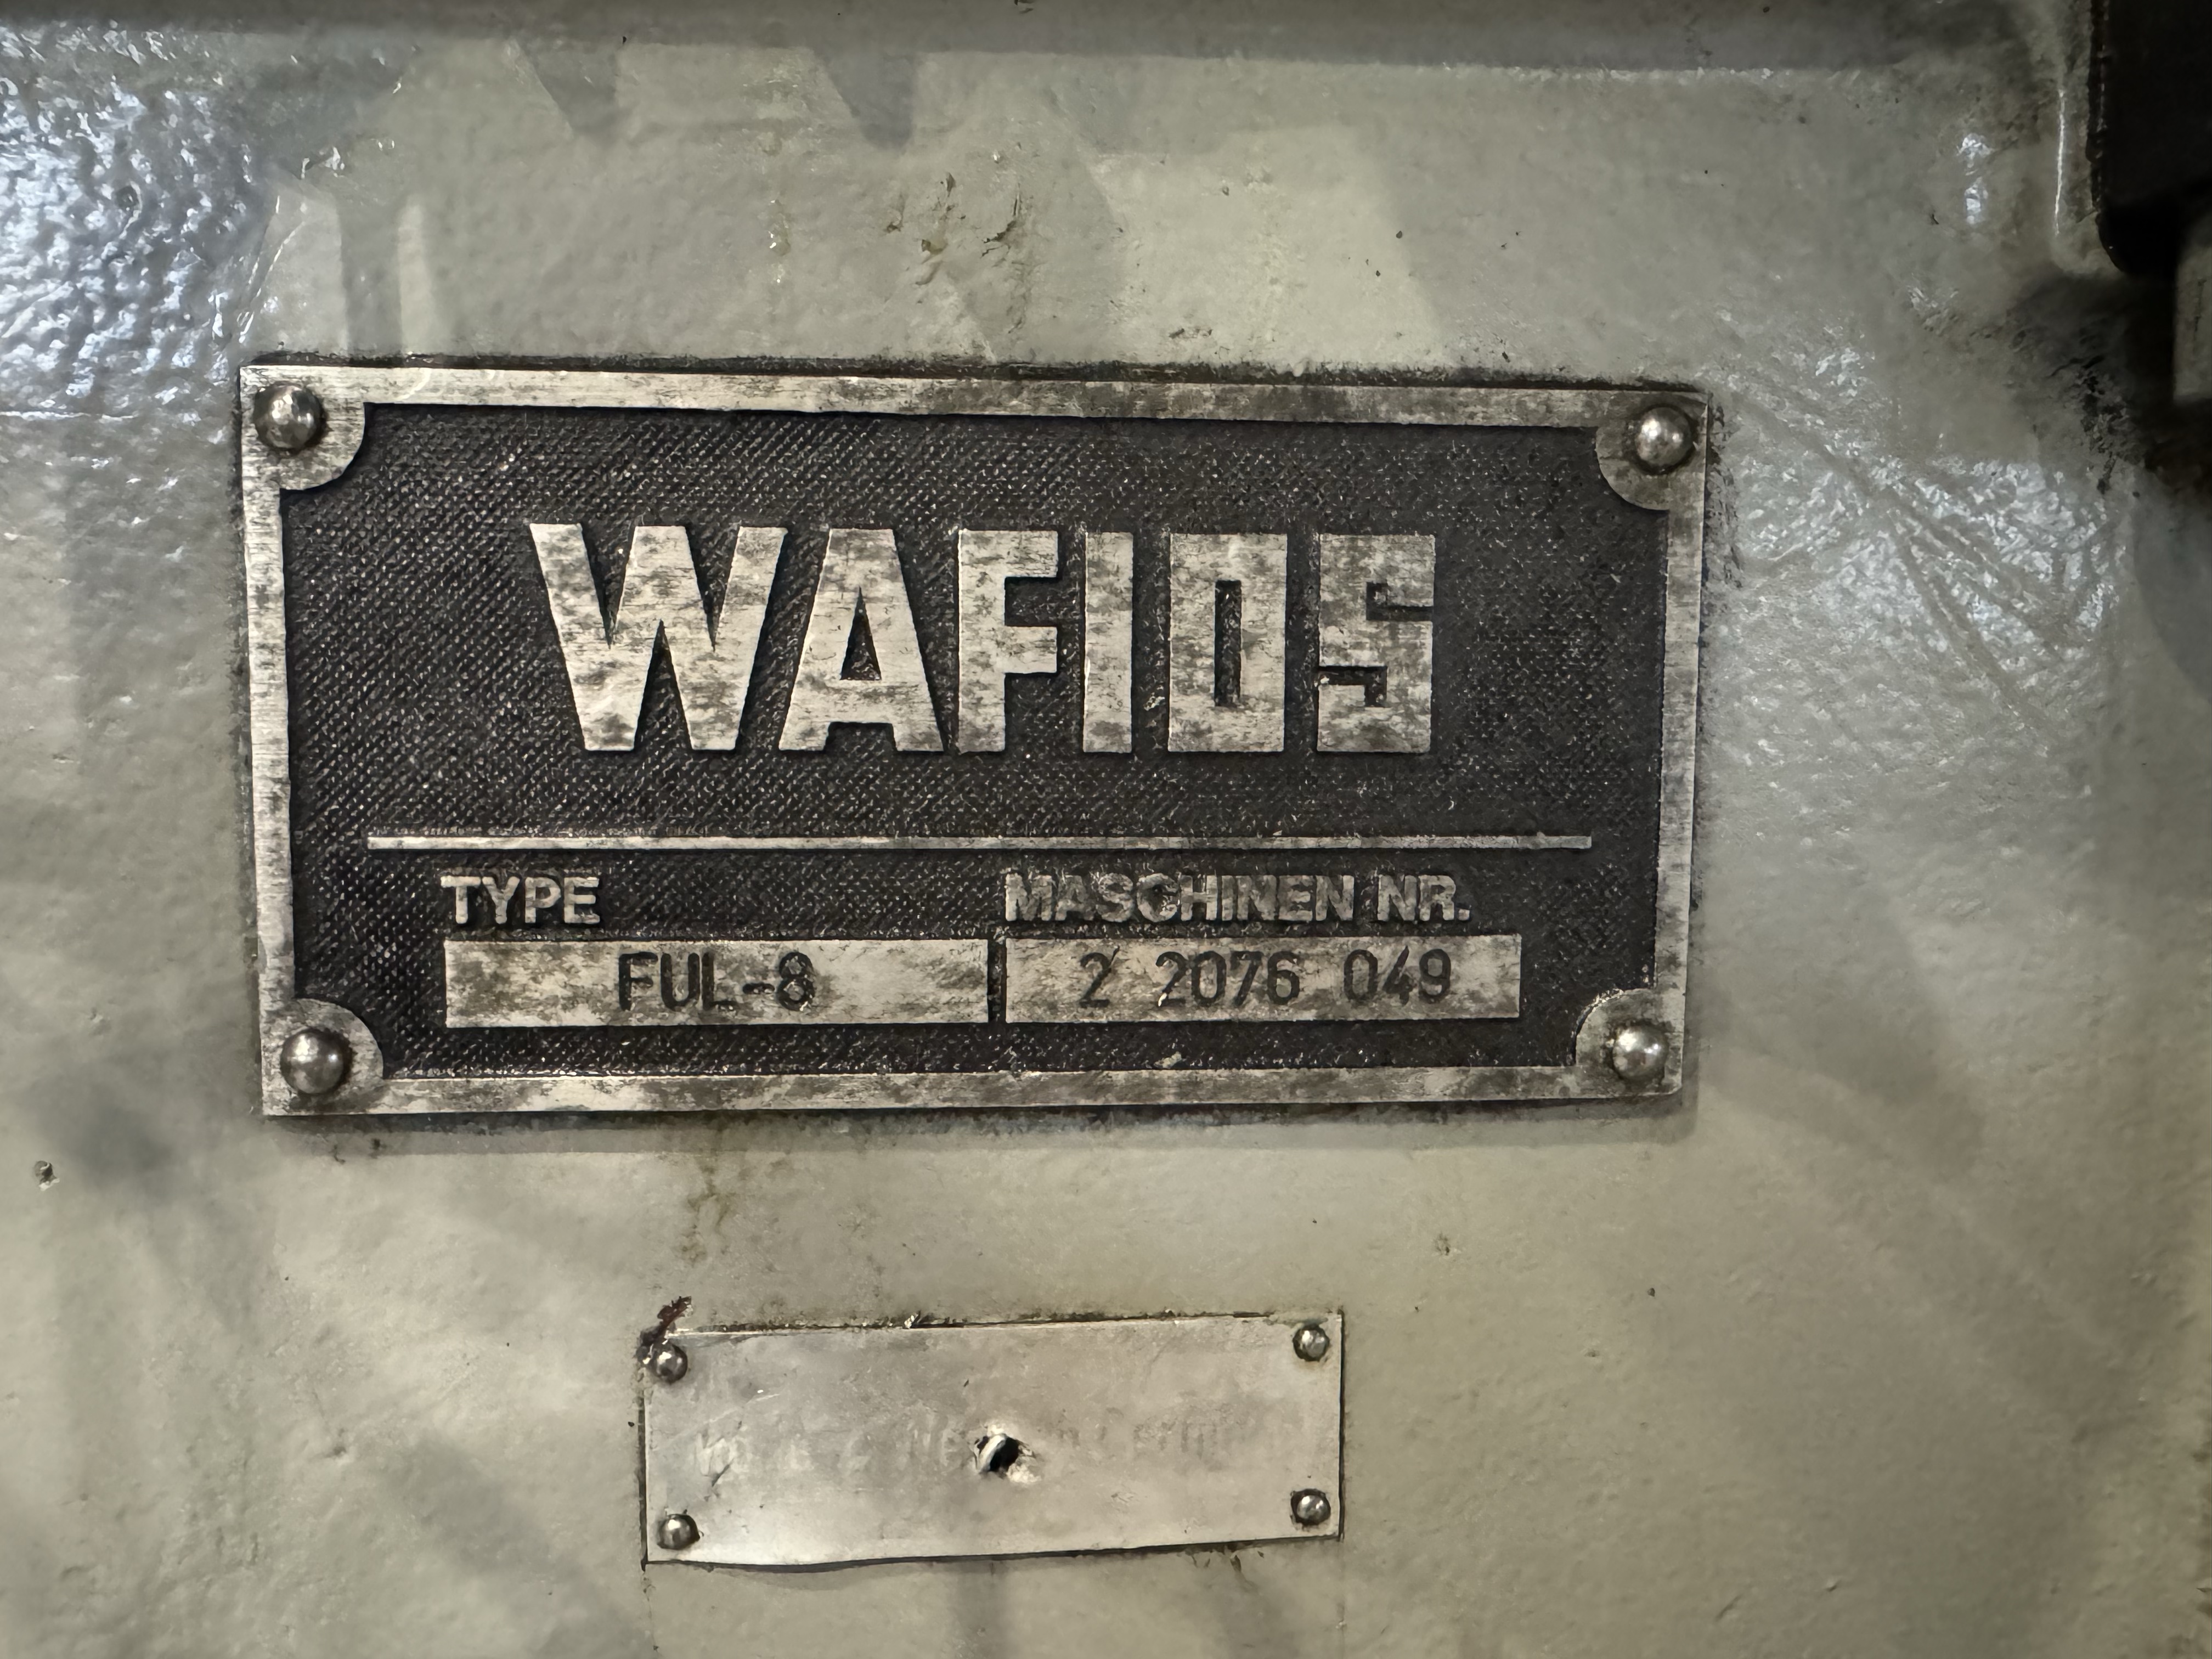 WAFIOS
TYPE MASCHINEN NR.
FUL-8 2 2076 049